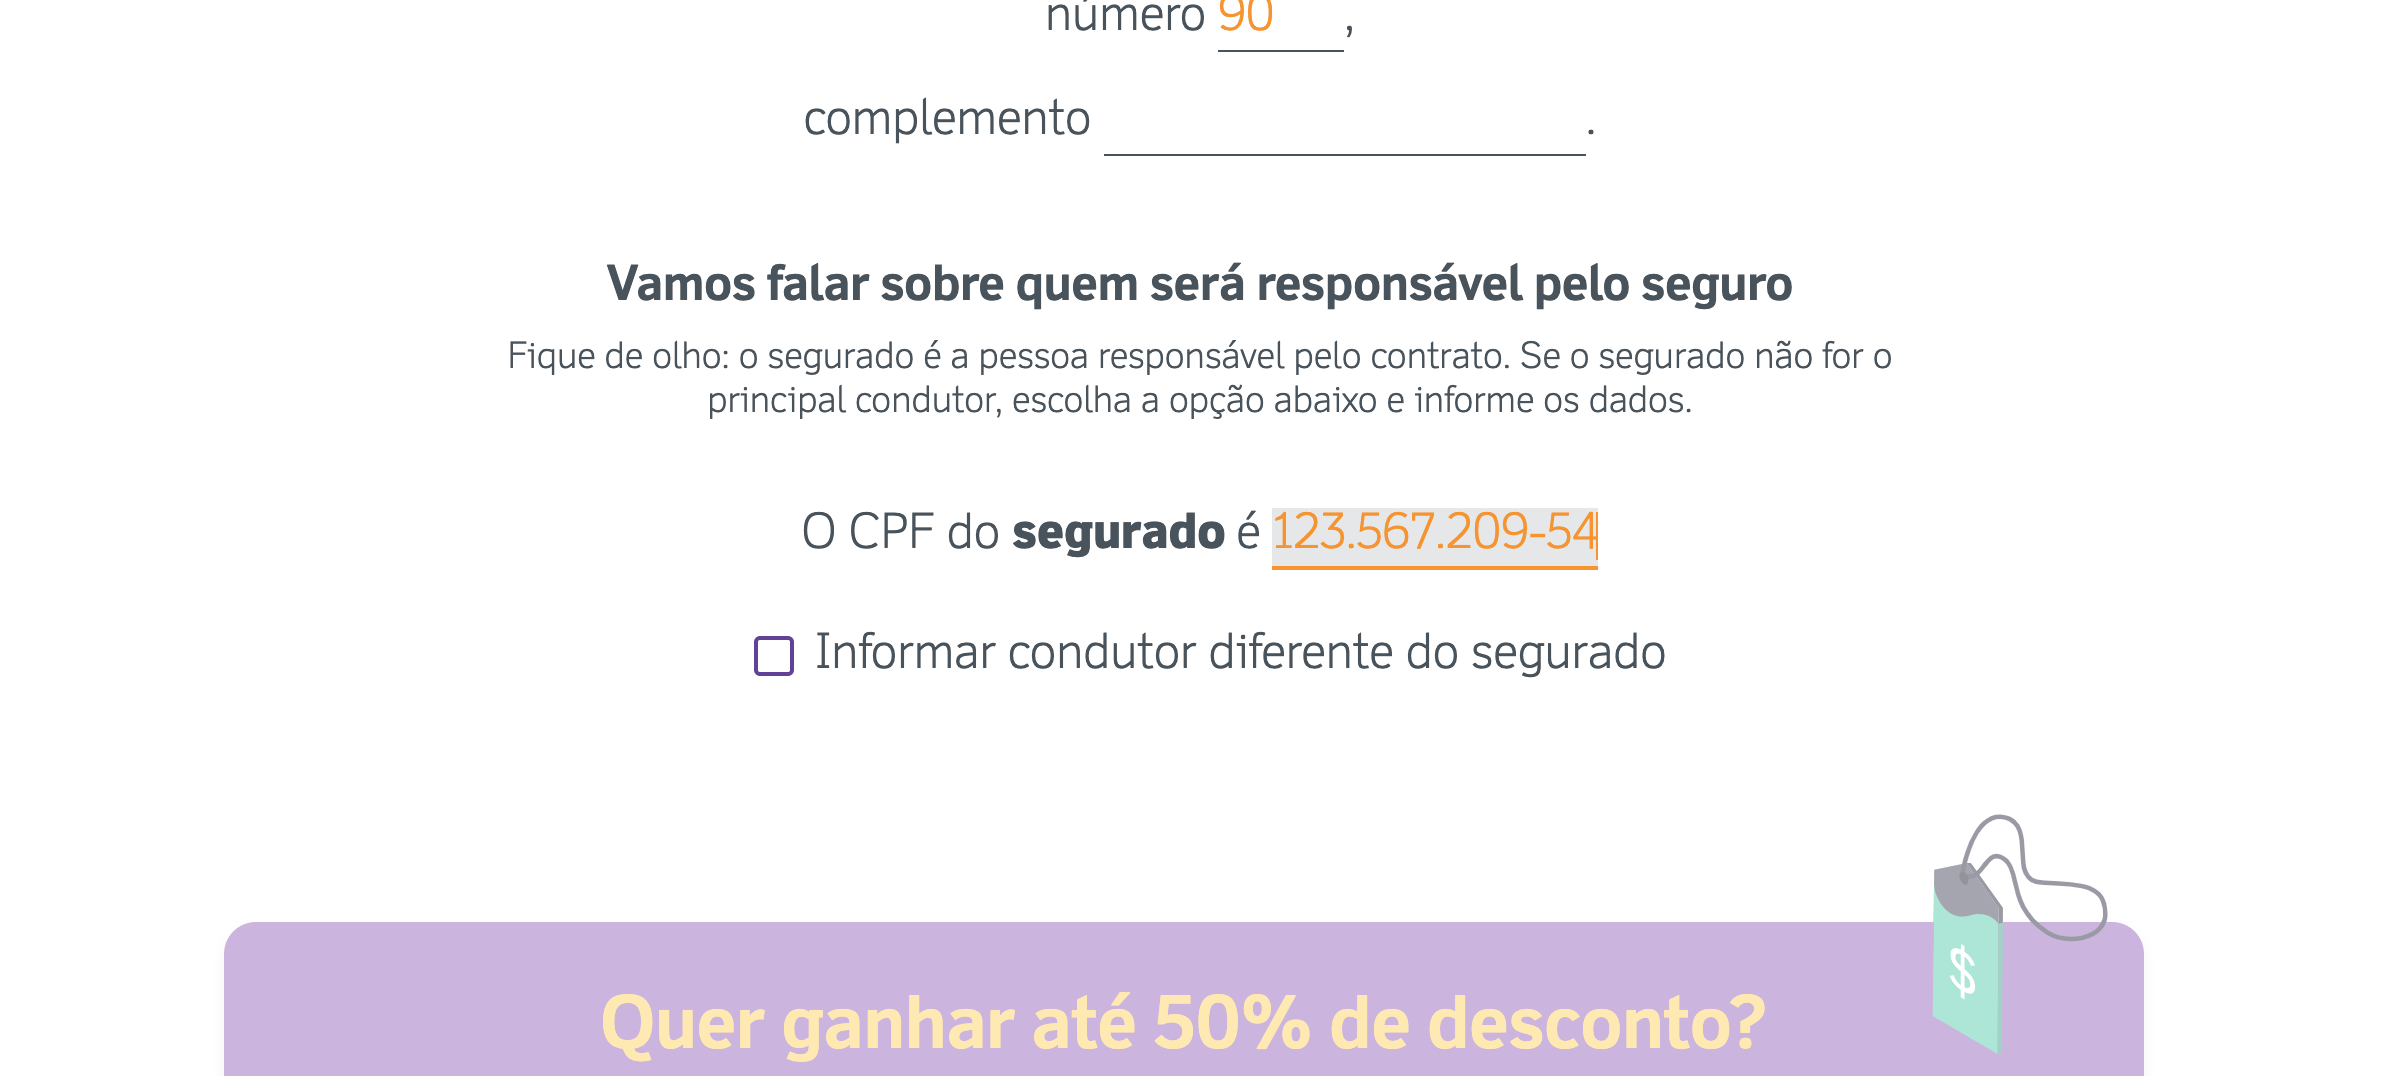 número 90,
complemento .
Vamos falar sobre quem será responsável pelo seguro
Fique de olho: o segurado é a pessoa responsável pelo contrato. Se o segurado não for o
principal condutor, escolha a opção abaixo e informe os dados.
O CPF do segurado é 123.567.209-54
Informar condutor diferente do segurado
$
Quer ganhar até 50% de desconto?